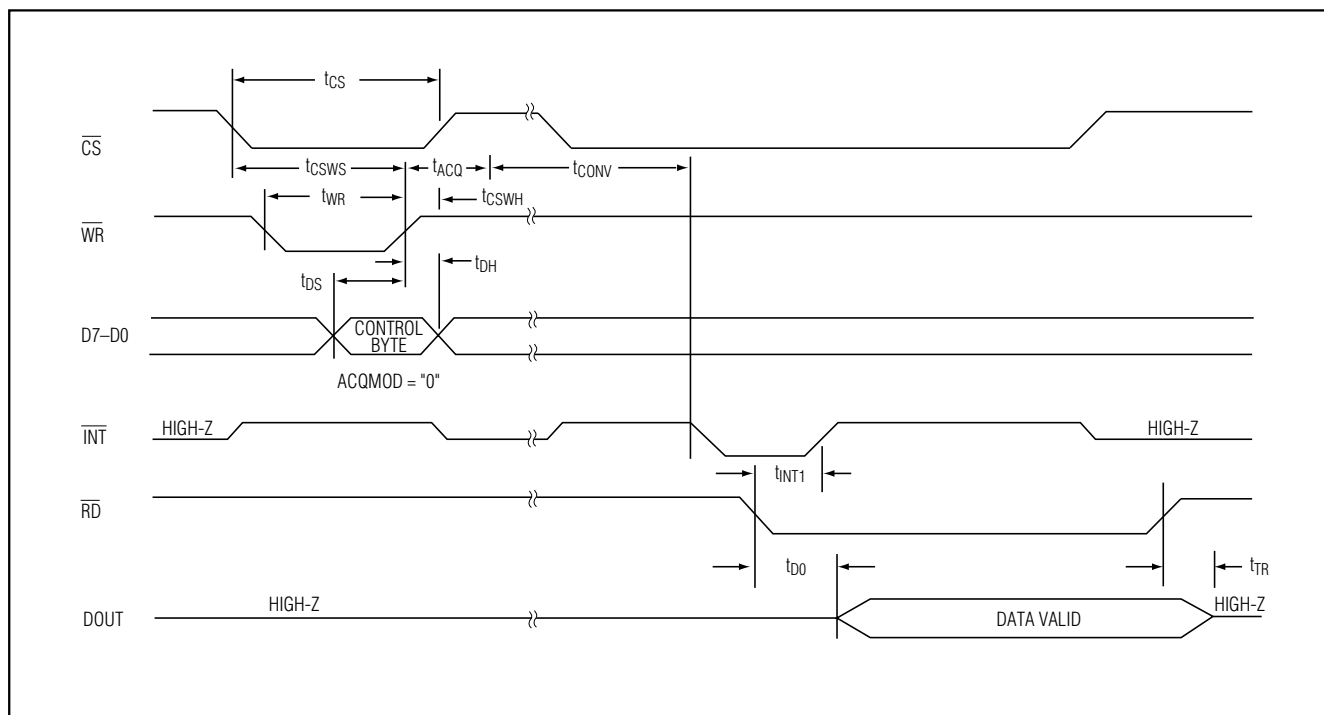 tCS
CS
tCSWS
tACQ
tCONV
tWR
tCSWH
WR
tDH
tDS
D7–D0
CONTROL
BYTE
ACQMOD = "0"
INT
HIGH-Z
HIGH-Z
tINT1
RD
tD0
tTR
HIGH-Z
HIGH-Z
DOUT
DATA VALID